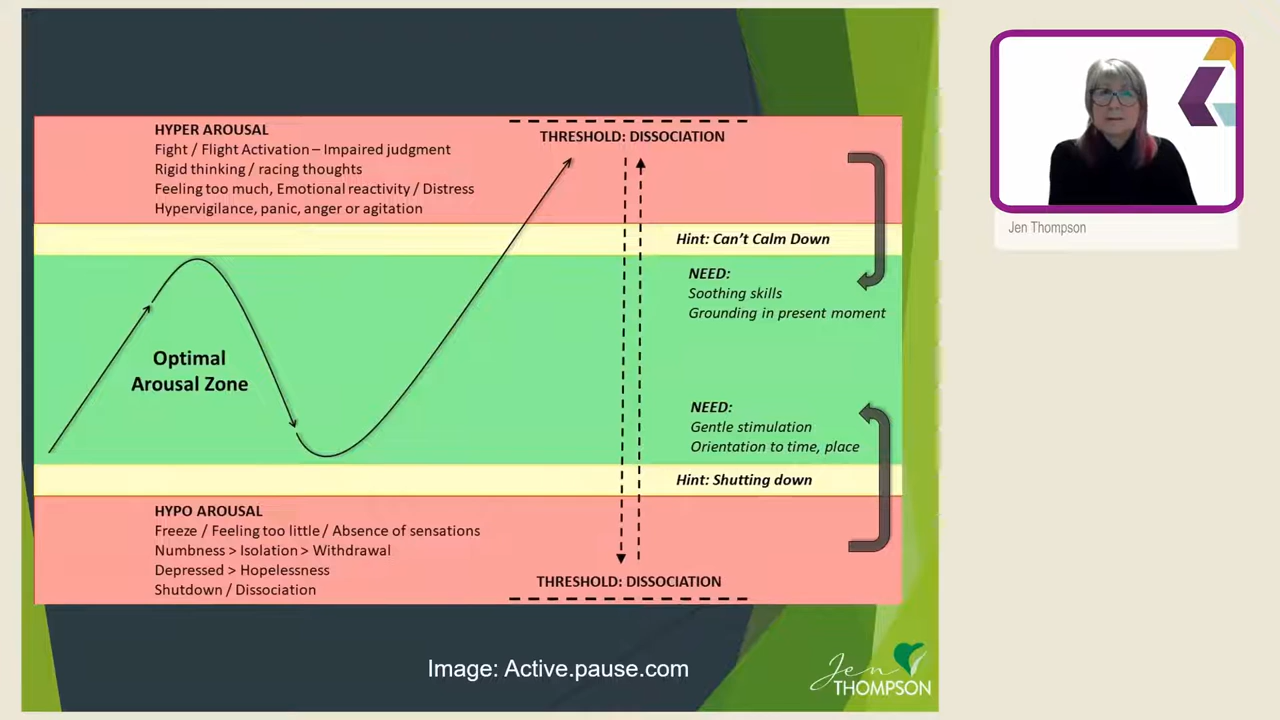 HYPER AROUSAL
Fight / Flight Activation – Impaired judgment
Rigid thinking / racing thoughts
Feeling too much, Emotional reactivity / Distress
Hypervigilance, panic, anger or agitation
THRESHOLD: DISSOCIATION
Hint: Can't Calm Down
NEED:
Soothing skills
Grounding in present moment
Optimal
Arousal Zone
NEED:
Gentle stimulation
Orientation to time, place
Hint: Shutting down
HYPO AROUSAL
Freeze / Feeling too little / Absence of sensations
Numbness > Isolation > Withdrawal
Depressed > Hopelessness
Shutdown / Dissociation
THRESHOLD: DISSOCIATION
Image: Active.pause.com
Jen
THOMPSON
Jen Thompson